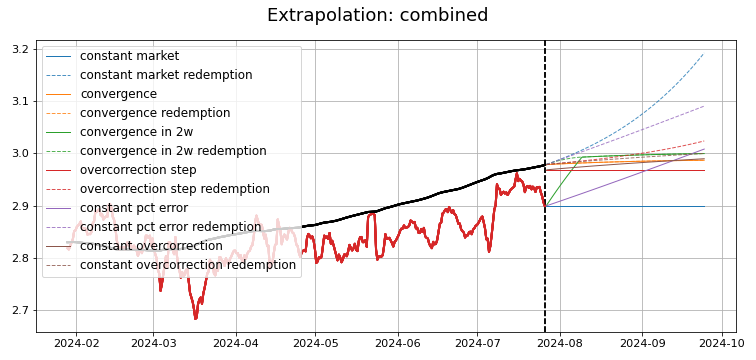 Extrapolation: combined
3.2
3.1
3.0
2.9
2.8
2.7
constant market
constant market redemption
convergence
convergence redemption
convergence in 2w
convergence in 2w redemption
overcorrection step
overcorrection step redemption
constant pct error
constant pct error redemption
constant overcorrection
constant overcorrection redemption
2024-02 2024-03 2024-04 2024-05 2024-06 2024-07 2024-08 2024-09 2024-10